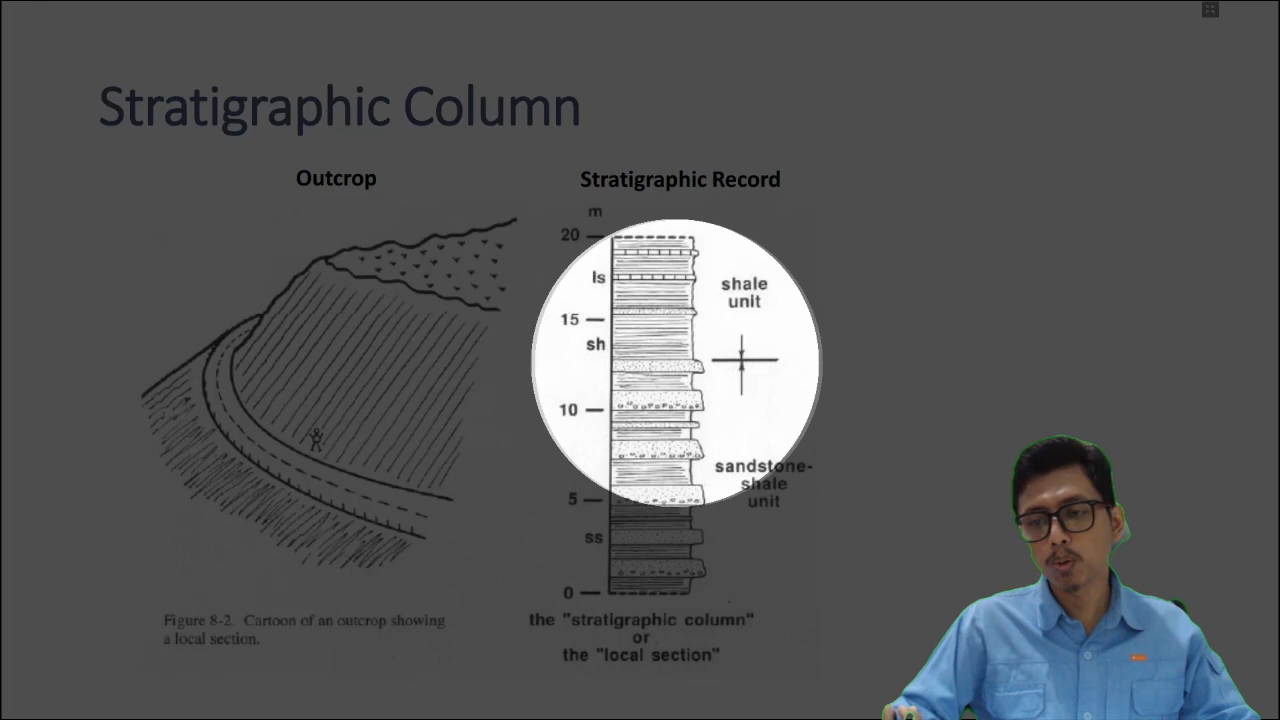 Stratigraphic Column
Outcrop
Stratigraphic Record
m
20
ls
15
sh
10
5
ss
0
shale
unit
sandstone-
shale
unit
Figure 8-2. Cartoon of an outcrop showing
a local section.
the "stratigraphic column"
or
the "local section"